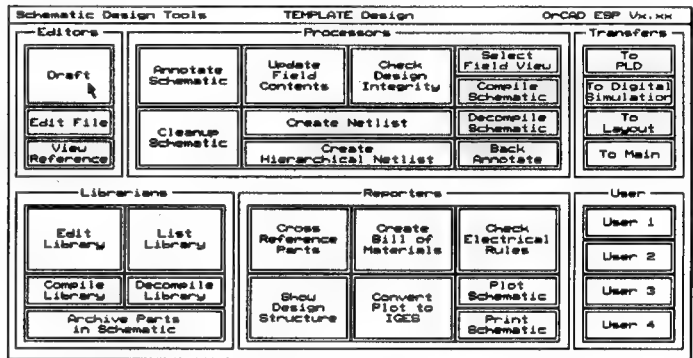 Schematic Design Tools TEMPLATE Design OrCAD ESP Vx.xx
Editors
Draft
Edit File
View
Reference
Processors
Annotate
Schematic
Update
Field
Contents
Check
Design
Integrity
Select
Field View
Compile
Schematic
Cleanup
Schematic
Create Netlist
Create
Hierarchical Netlist
Decompile
Schematic
Back
Annotate
Transfers
To
PLD
To Digital
Simulation
To
Layout
To Main
Librarians
Edit
Library
List
Library
Compile
Library
Decompile
Library
Archive Parts
in Schematic
Reporters
Cross
Reference
Parts
Create
Bill of
Materials
Check
Electrical
Rules
Show
Design
Structure
Convert
Plot to
IGES
Plot
Schematic
Print
Schematic
User
User 1
User 2
User 3
User 4